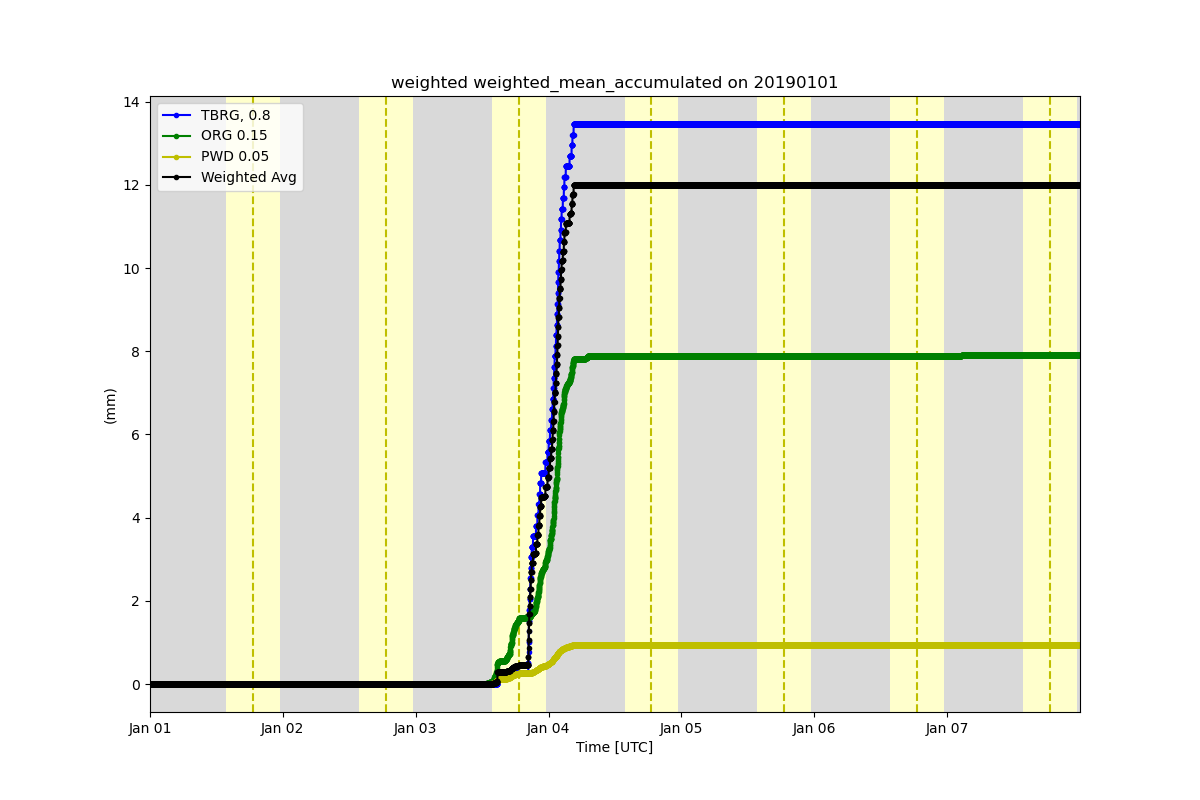 weighted weighted_mean_accumulated on 20190101
TBRG, 0.8
ORG 0.15
PWD 0.05
Weighted Avg
14
12
10
8
6
4
2
0
(mm)
Jan 01 Jan 02 Jan 03 Jan 04 Jan 05 Jan 06 Jan 07
Time [UTC]